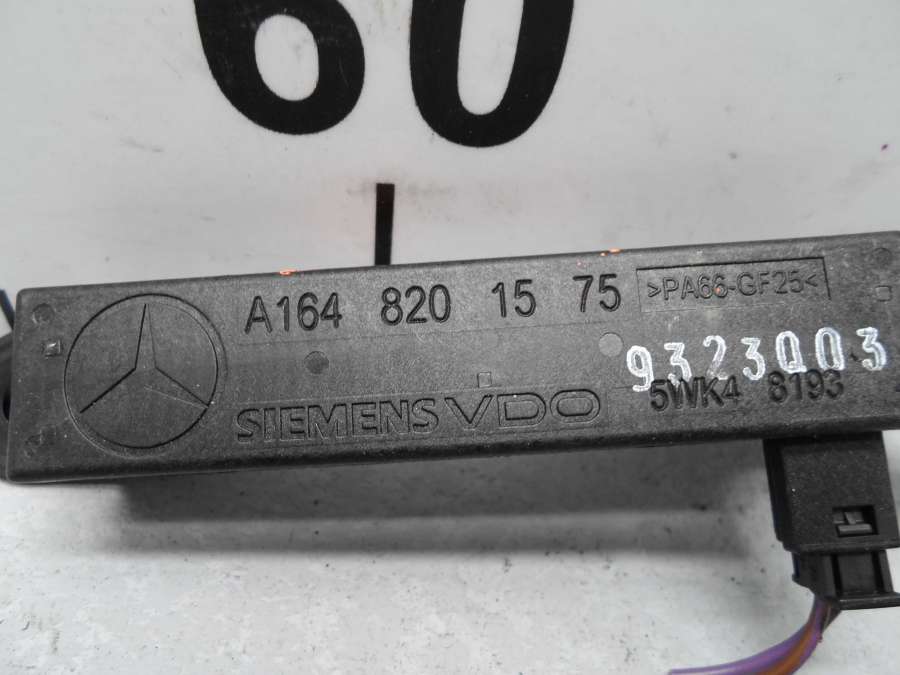 60
A164 820 15 75
>PA66-GF25<
9323003
SIEMENS VDO
5WK4 8193